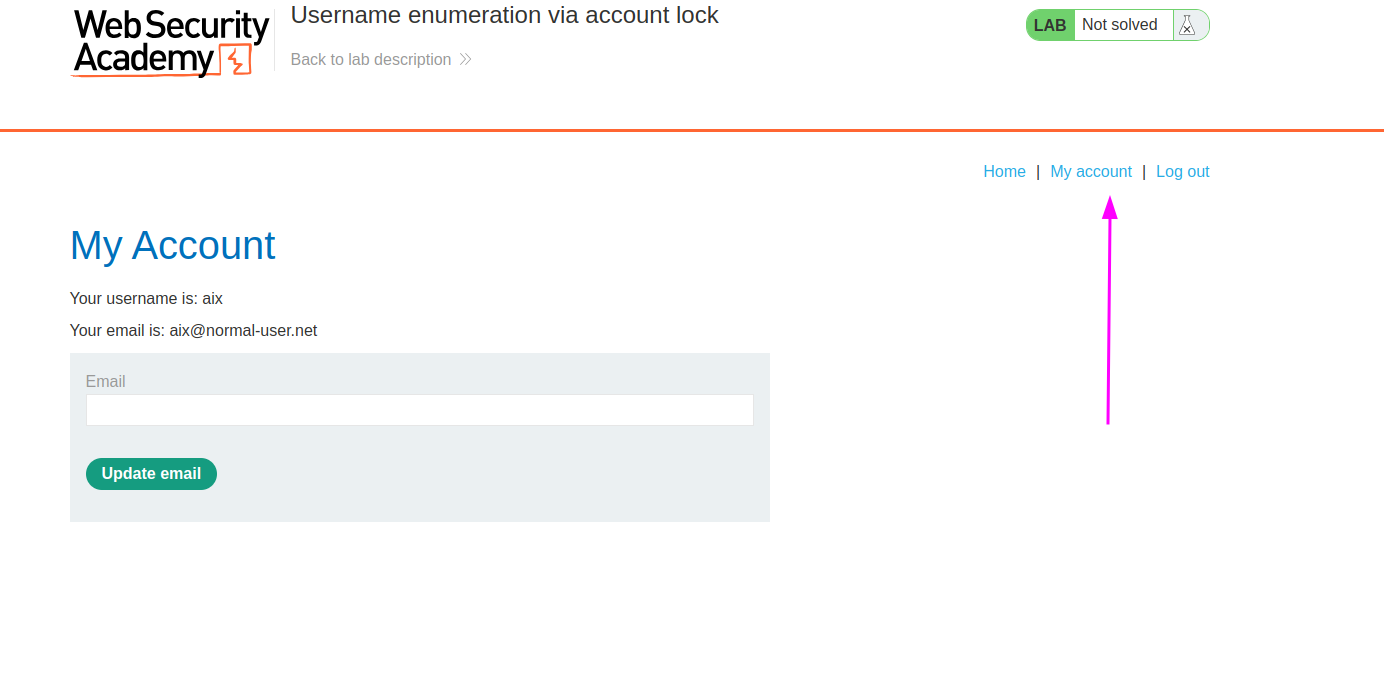 Web Security
Academy
Username enumeration via account lock
Back to lab description
LAB Not solved
Home | My account | Log out
My Account
Your username is: aix
Your email is: aix@normal-user.net
Email
Update email